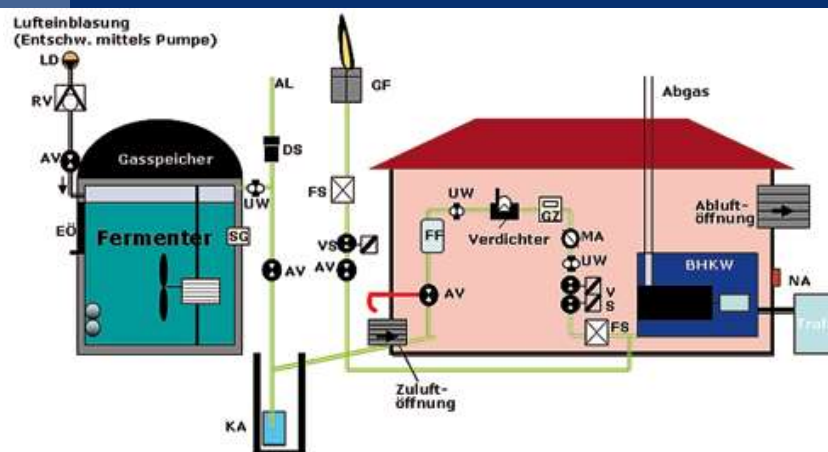 Lufteinblasung
(Entschw. mittels Pumpe)
LD
RV
AV
EÖ
Gasspeicher
Fermenter
SG
UW
AL
DS
AV
KA
GF
FS
VS
AV
Zuluft-
öffnung
AV
FF
UW
Verdichter
GZ
MA
UW
V
S
FS
Abgas
Abluft-
öffnung
BHKW
NA